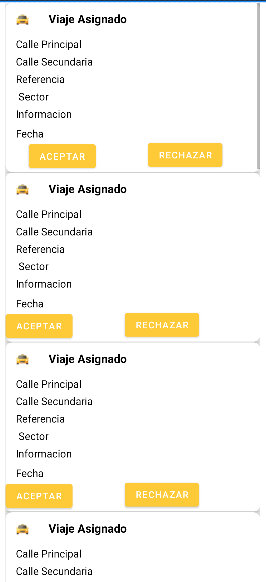 Viaje Asignado
Calle Principal
Calle Secundaria
Referencia
Sector
Informacion
Fecha
ACEPTAR RECHAZAR
Viaje Asignado
Calle Principal
Calle Secundaria
Referencia
Sector
Informacion
Fecha
ACEPTAR RECHAZAR
Viaje Asignado
Calle Principal
Calle Secundaria
Referencia
Sector
Informacion
Fecha
ACEPTAR RECHAZAR
Viaje Asignado
Calle Principal
Calle Secundaria